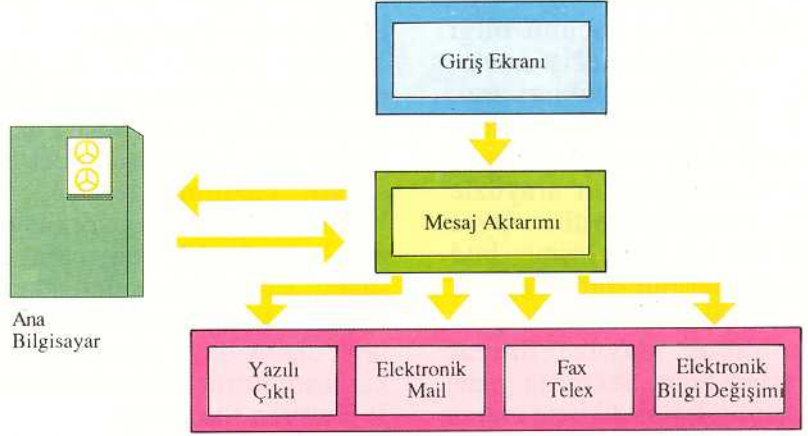 Giriş Ekranı
Mesaj Aktarımı
Ana
Bilgisayar
Yazılı
Çıktı
Elektronik
Mail
Fax
Telex
Elektronik
Bilgi Değişimi